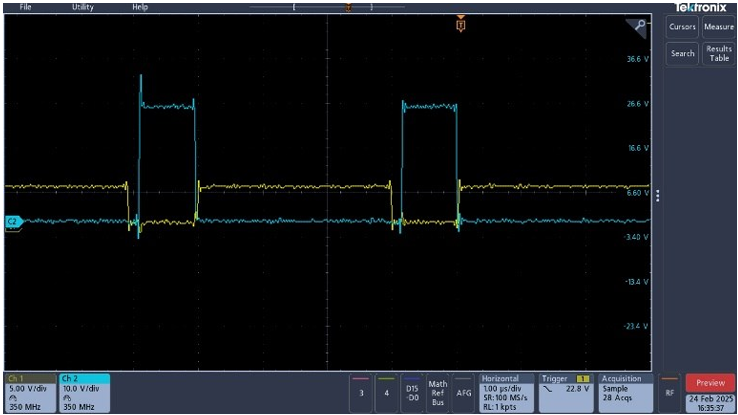 File Utility Help
Tektronix
Cursors Measure
Search Results
Table
T
36.6 V
26.6 V
16.6 V
6.60 V
C2
-3.40 V
-13.4 V
-23.4 V
Ch 1
5.00 V/div
350 MHz
Ch 2
10.0 V/div
350 MHz
3
4
D15
-D0
Math
Ref
Bus
AFG
Horizontal
1.00 µs/div
SR: 100 MS/s
RL: 1 kpts
Trigger 1
22.8 V
Acquisition
Sample
28 Acqs
RF
Preview
24 Feb 2025
16:35:37